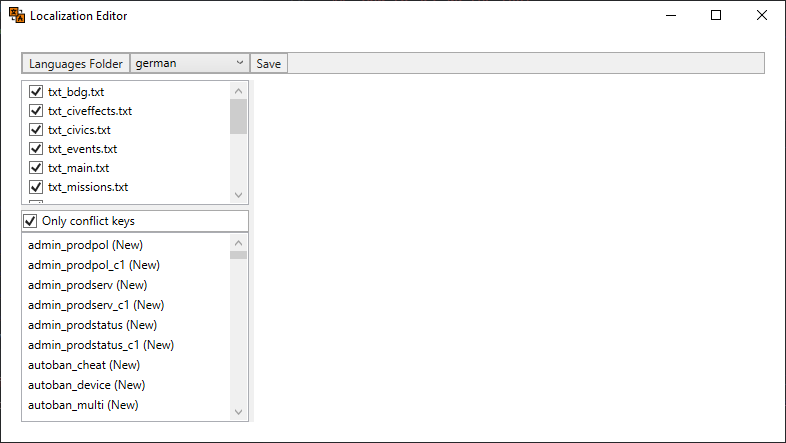 Localization Editor
Languages Folder german Save
txt_bdg.txt
txt_civeffects.txt
txt_civics.txt
txt_events.txt
txt_main.txt
txt_missions.txt
Only conflict keys
admin_prodpol (New)
admin_prodpol_c1 (New)
admin_prodserv (New)
admin_prodserv_c1 (New)
admin_prodstatus (New)
admin_prodstatus_c1 (New)
autoban_cheat (New)
autoban_device (New)
autoban_multi (New)